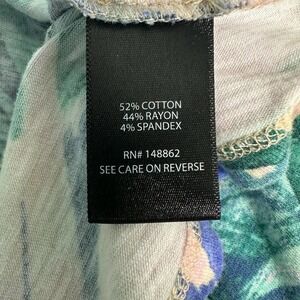 52% COTTON
44% RAYON
4% SPANDEX
RN# 148862
SEE CARE ON REVERSE